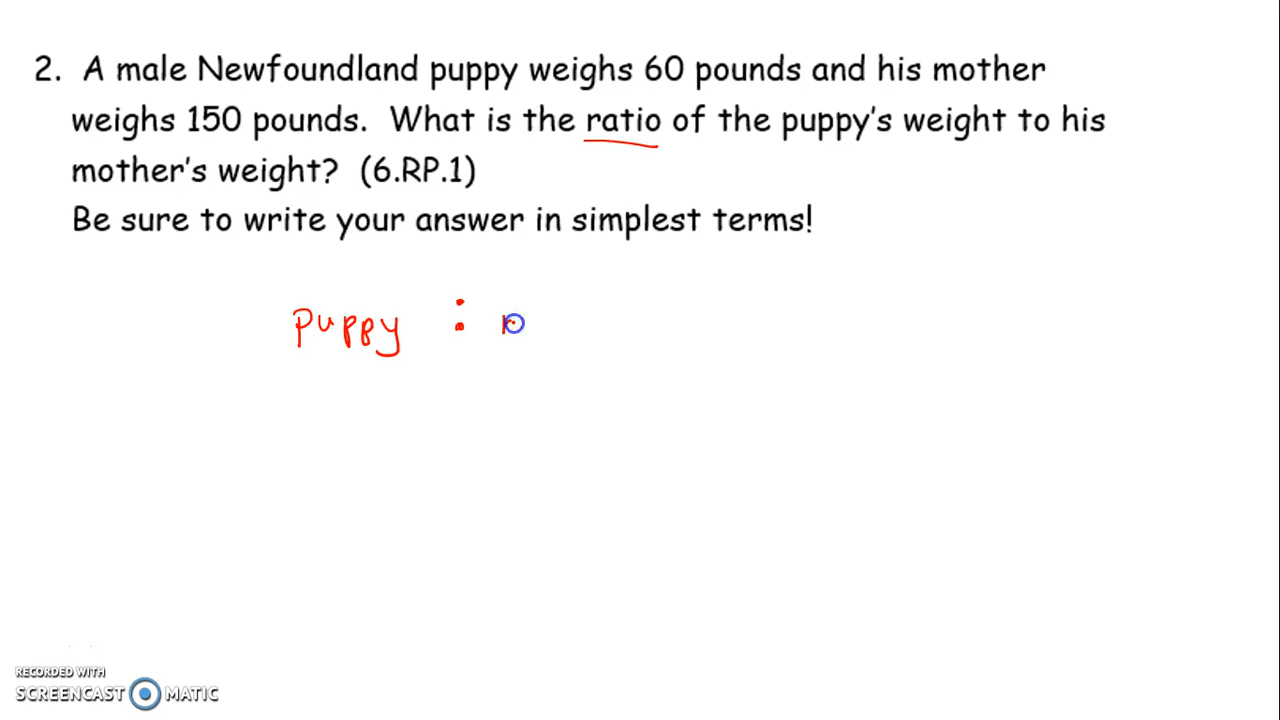 2. A male Newfoundland puppy weighs 60 pounds and his mother
weighs 150 pounds. What is the ratio of the puppy's weight to his
mother's weight? (6.RP.1)
Be sure to write your answer in simplest terms!
puppy :
RECORDED WITH
SCREENCAST MATIC